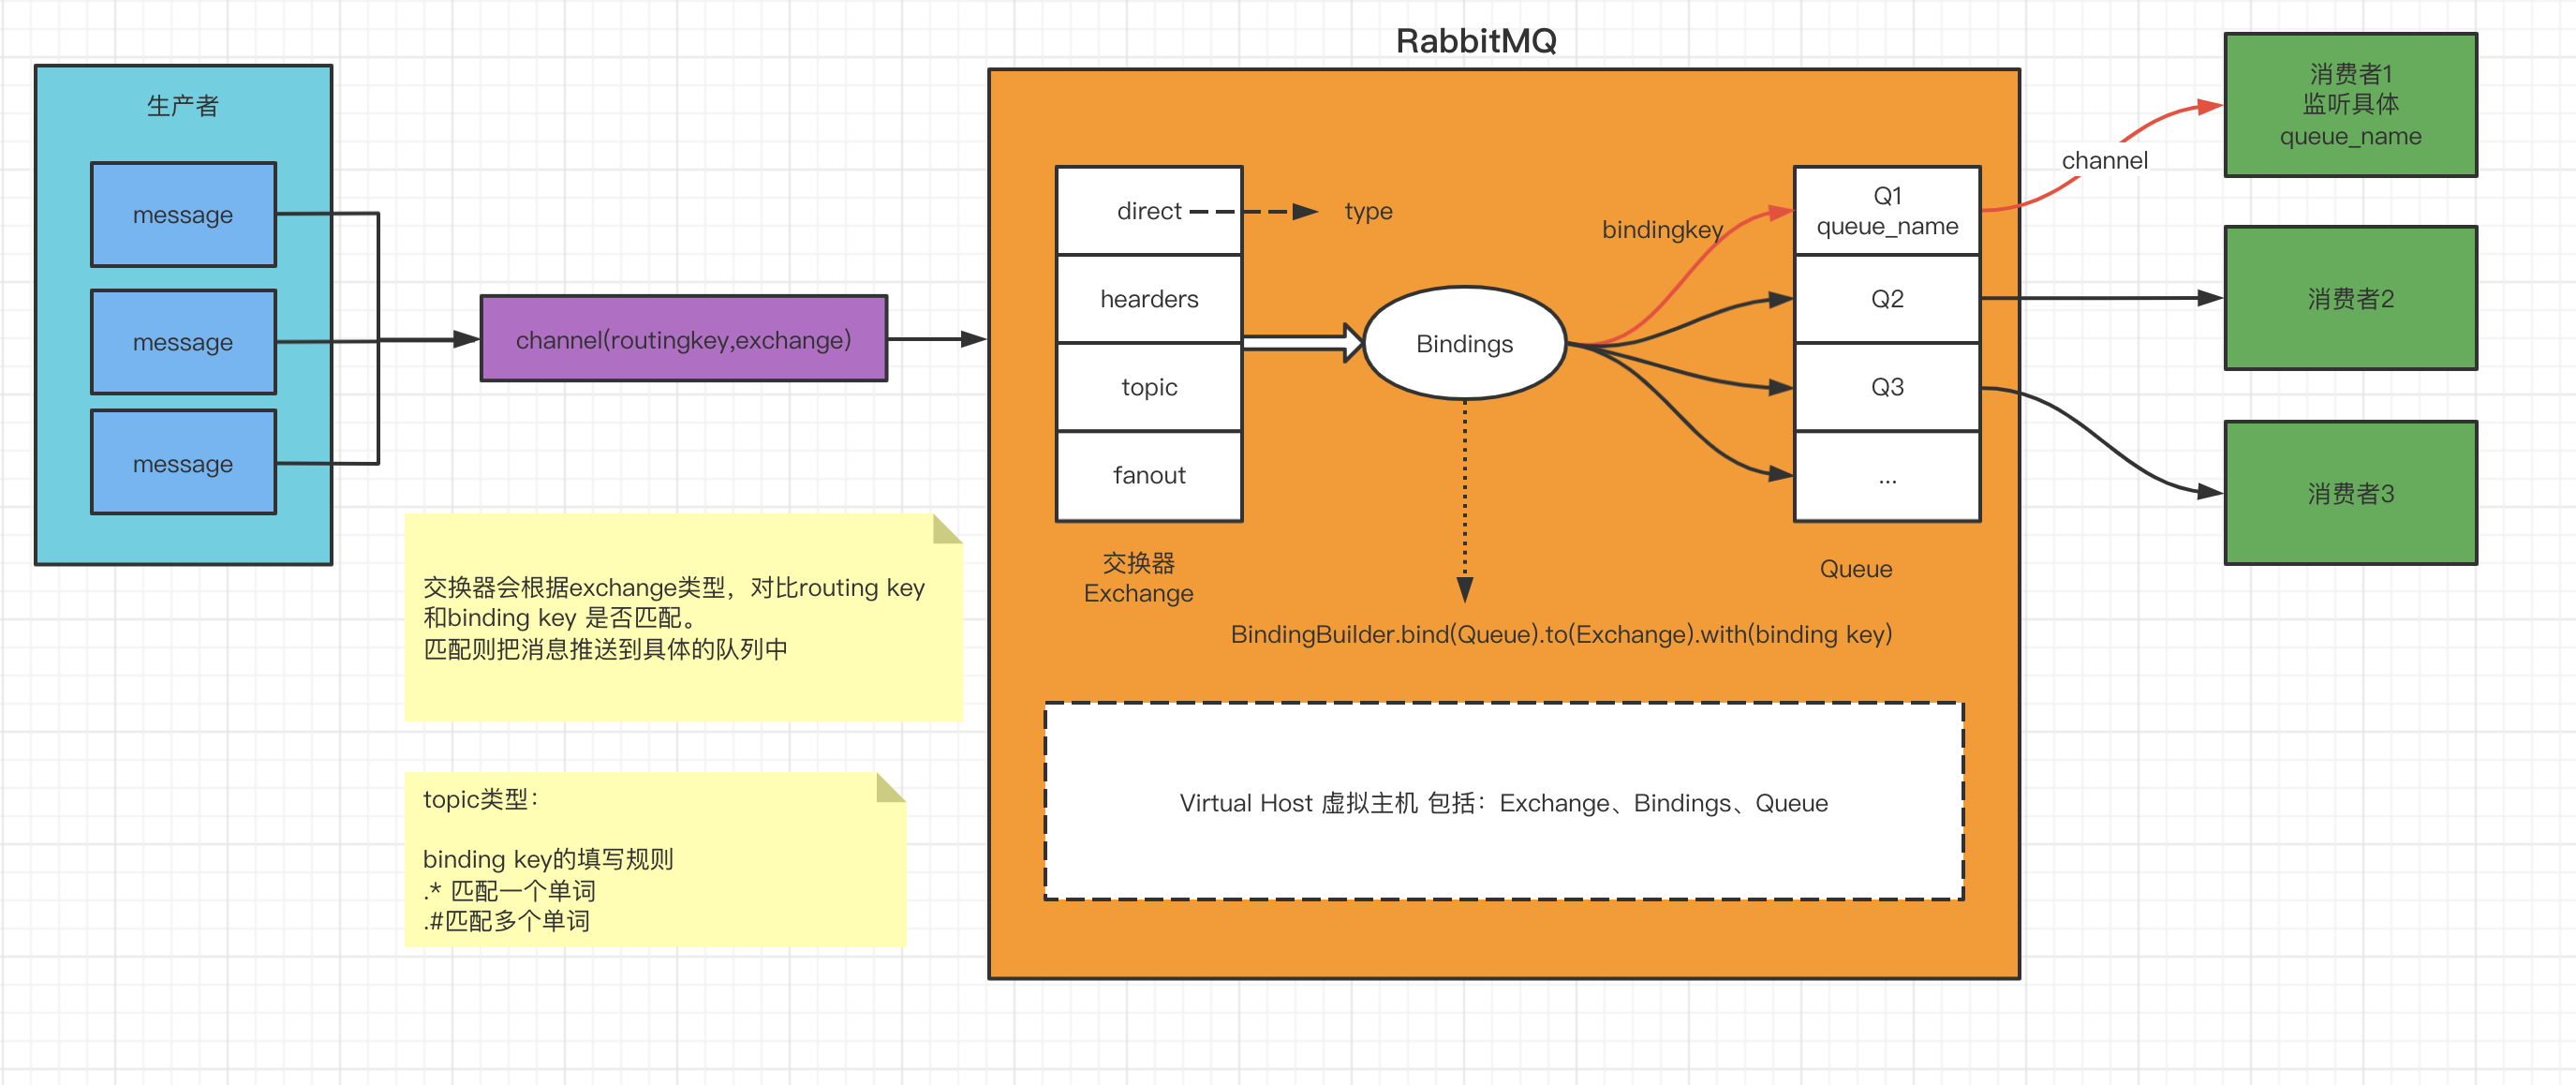 RabbitMQ
生产者
message
message
message
channel(routingkey,exchange)
交换器会根据exchange类型，对比routing key
和binding key 是否匹配。
匹配则把消息推送到具体的队列中
topic类型：
binding key的填写规则
.* 匹配一个单词
.#匹配多个单词
direct
type
hearders
topic
fanout
交换器
Exchange
Bindings
bindingkey
BindingBuilder.bind(Queue).to(Exchange).with(binding key)
Q1
queue_name
Q2
Q3
...
Queue
Virtual Host 虚拟主机 包括：Exchange、Bindings、Queue
channel
消费者1
监听具体
queue_name
消费者2
消费者3